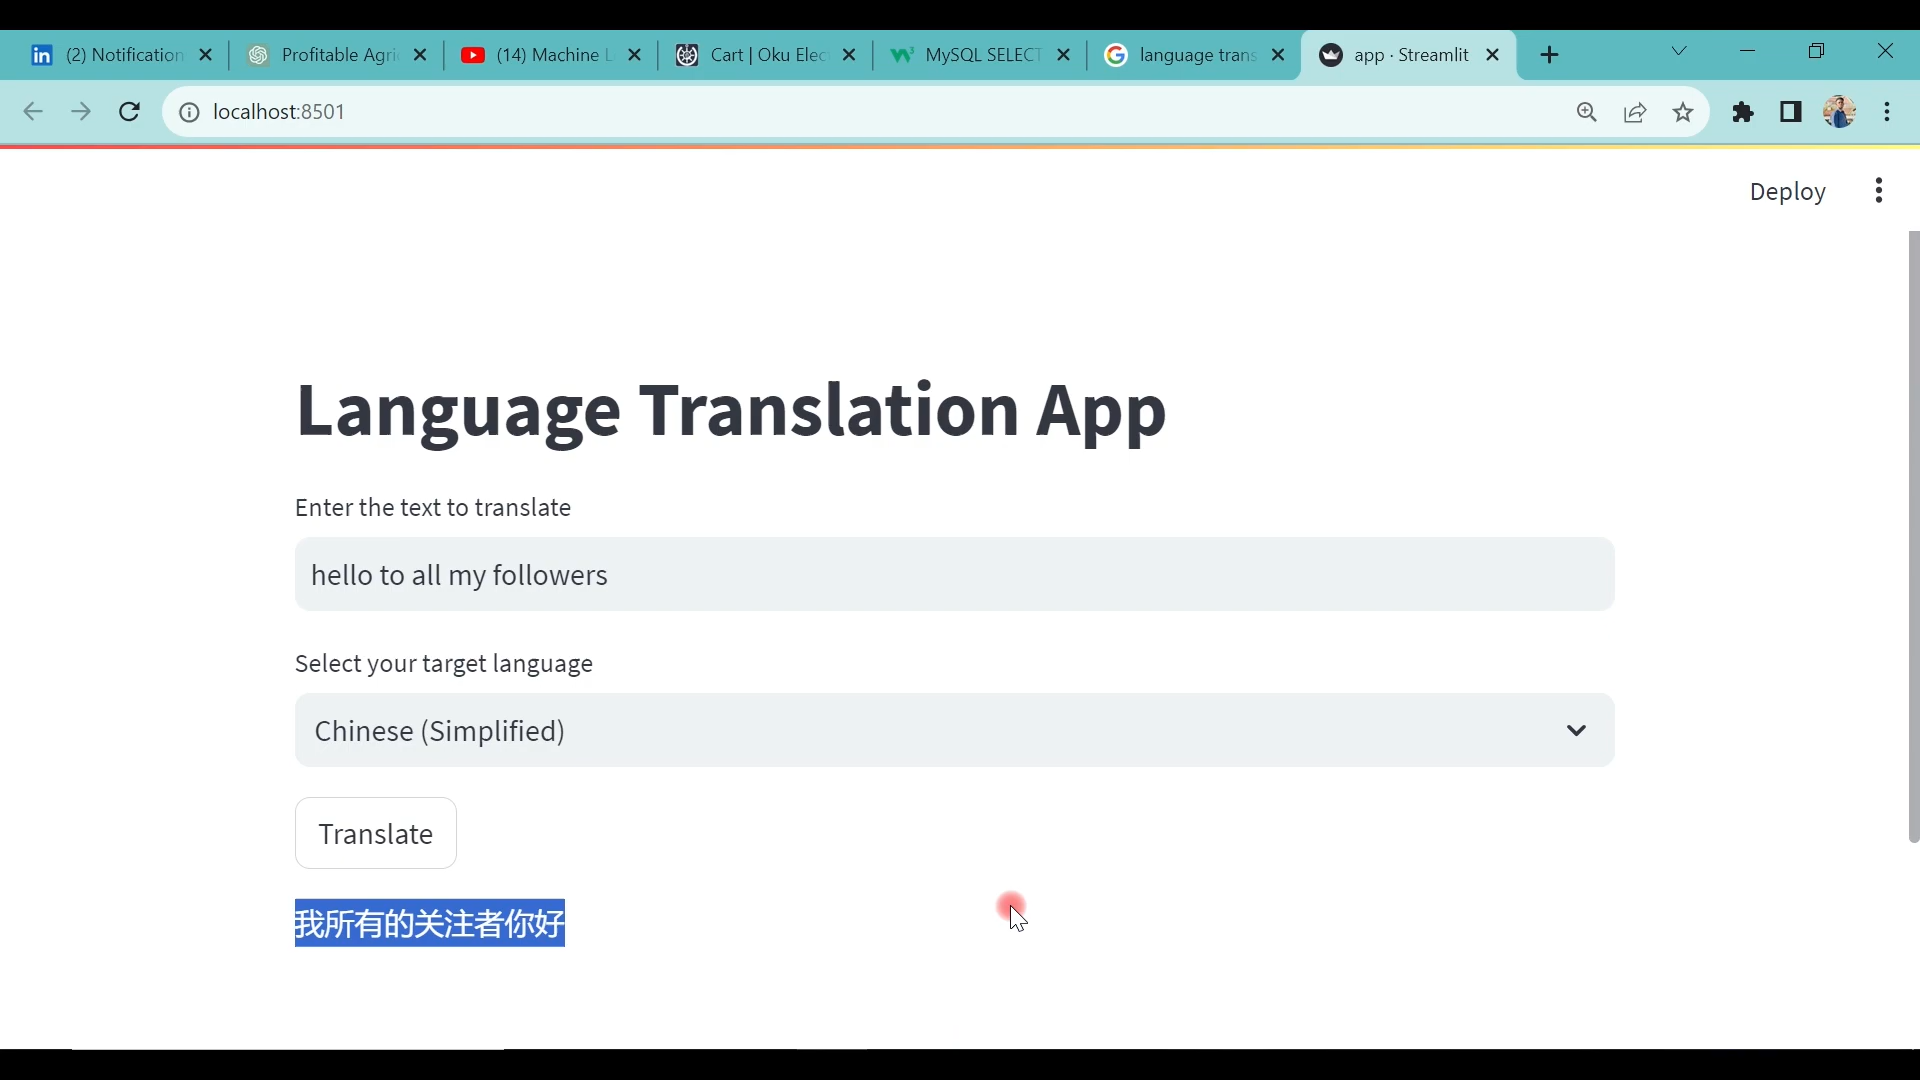 (2) Notification
Profitable Agri
(14) Machine L
Cart | Oku Elec
MySQL SELECT
language trans
app · Streamlit
localhost:8501
Deploy
Language Translation App
Enter the text to translate
hello to all my followers
Select your target language
Chinese (Simplified)
Translate
我所有的关注者你好